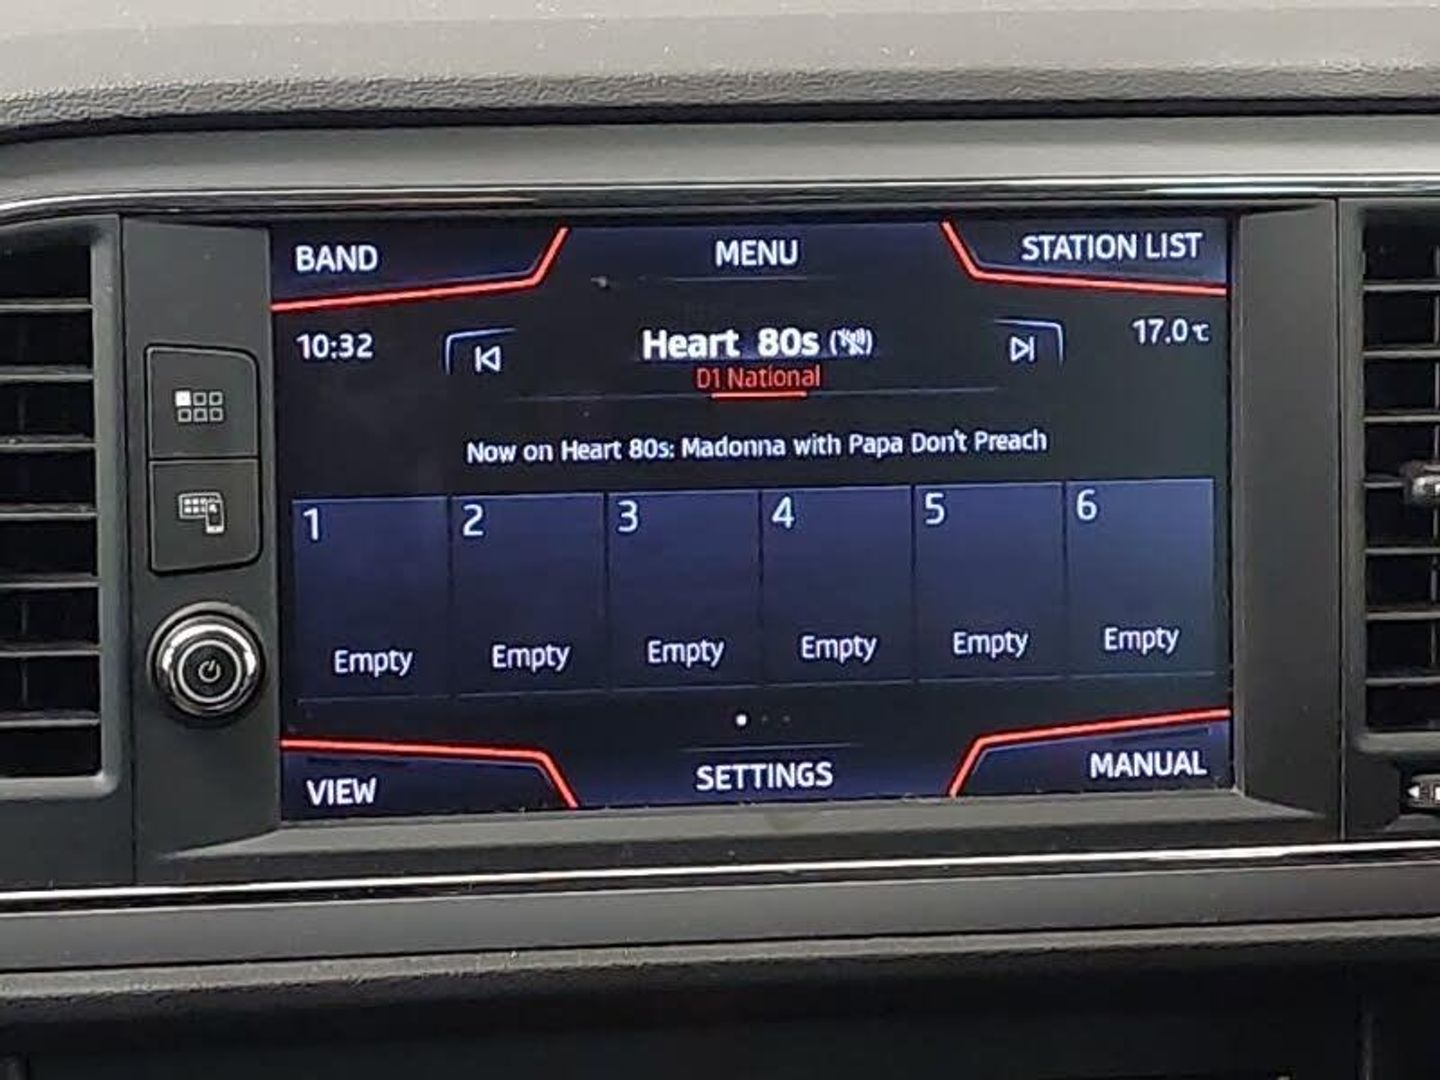 BAND MENU STATION LIST
10:32 Heart 80s 17.0℃
D1 National
Now on Heart 80s: Madonna with Papa Don't Preach
1 2 3 4 5 6
Empty Empty Empty Empty Empty Empty
VIEW SETTINGS MANUAL